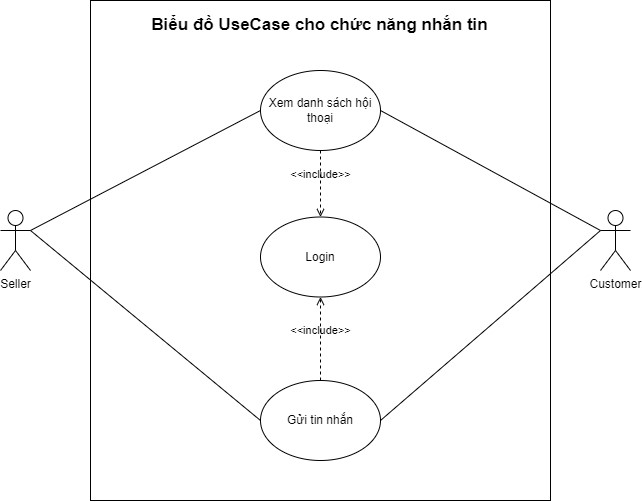 Biểu đồ UseCase cho chức năng nhắn tin
Xem danh sách hội
thoại
<<include>>
Login
Seller
Customer
<<include>>
Gửi tin nhắn